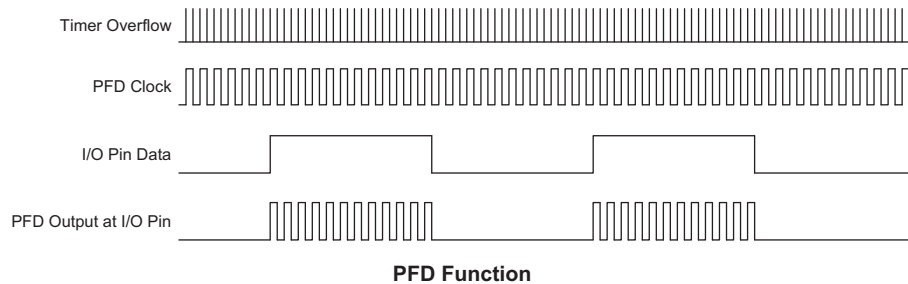 Timer Overflow
PFD Clock
I/O Pin Data
PFD Output at I/O Pin
PFD Function